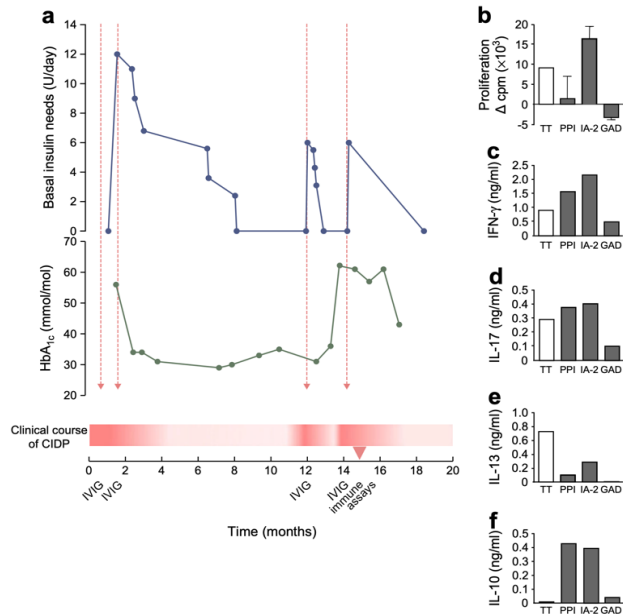 a
Basal insulin needs (U/day)
14
12
10
8
6
4
2
0
HbA1c (mmol/mol)
70
60
50
40
30
20
Clinical course
of CIDP
0 2 4 6 8 10 12 14 16 18 20
IVIG IVIG IVIG IVIG immune
assays
Time (months)
b
Proliferation
Δ cpm (×10³)
20
15
10
5
0
-5
TT PPI IA-2 GAD
c
IFN-γ (ng/ml)
2.5
2.0
1.5
1.0
0.5
0.0
TT PPI IA-2 GAD
d
IL-17 (ng/ml)
0.5
0.4
0.3
0.2
0.1
0.0
TT PPI IA-2 GAD
e
IL-13 (ng/ml)
1.0
0.8
0.6
0.4
0.2
0
TT PPI IA-2 GAD
f
IL-10 (ng/ml)
0.5
0.4
0.3
0.2
0.1
0
TT PPI IA-2 GAD